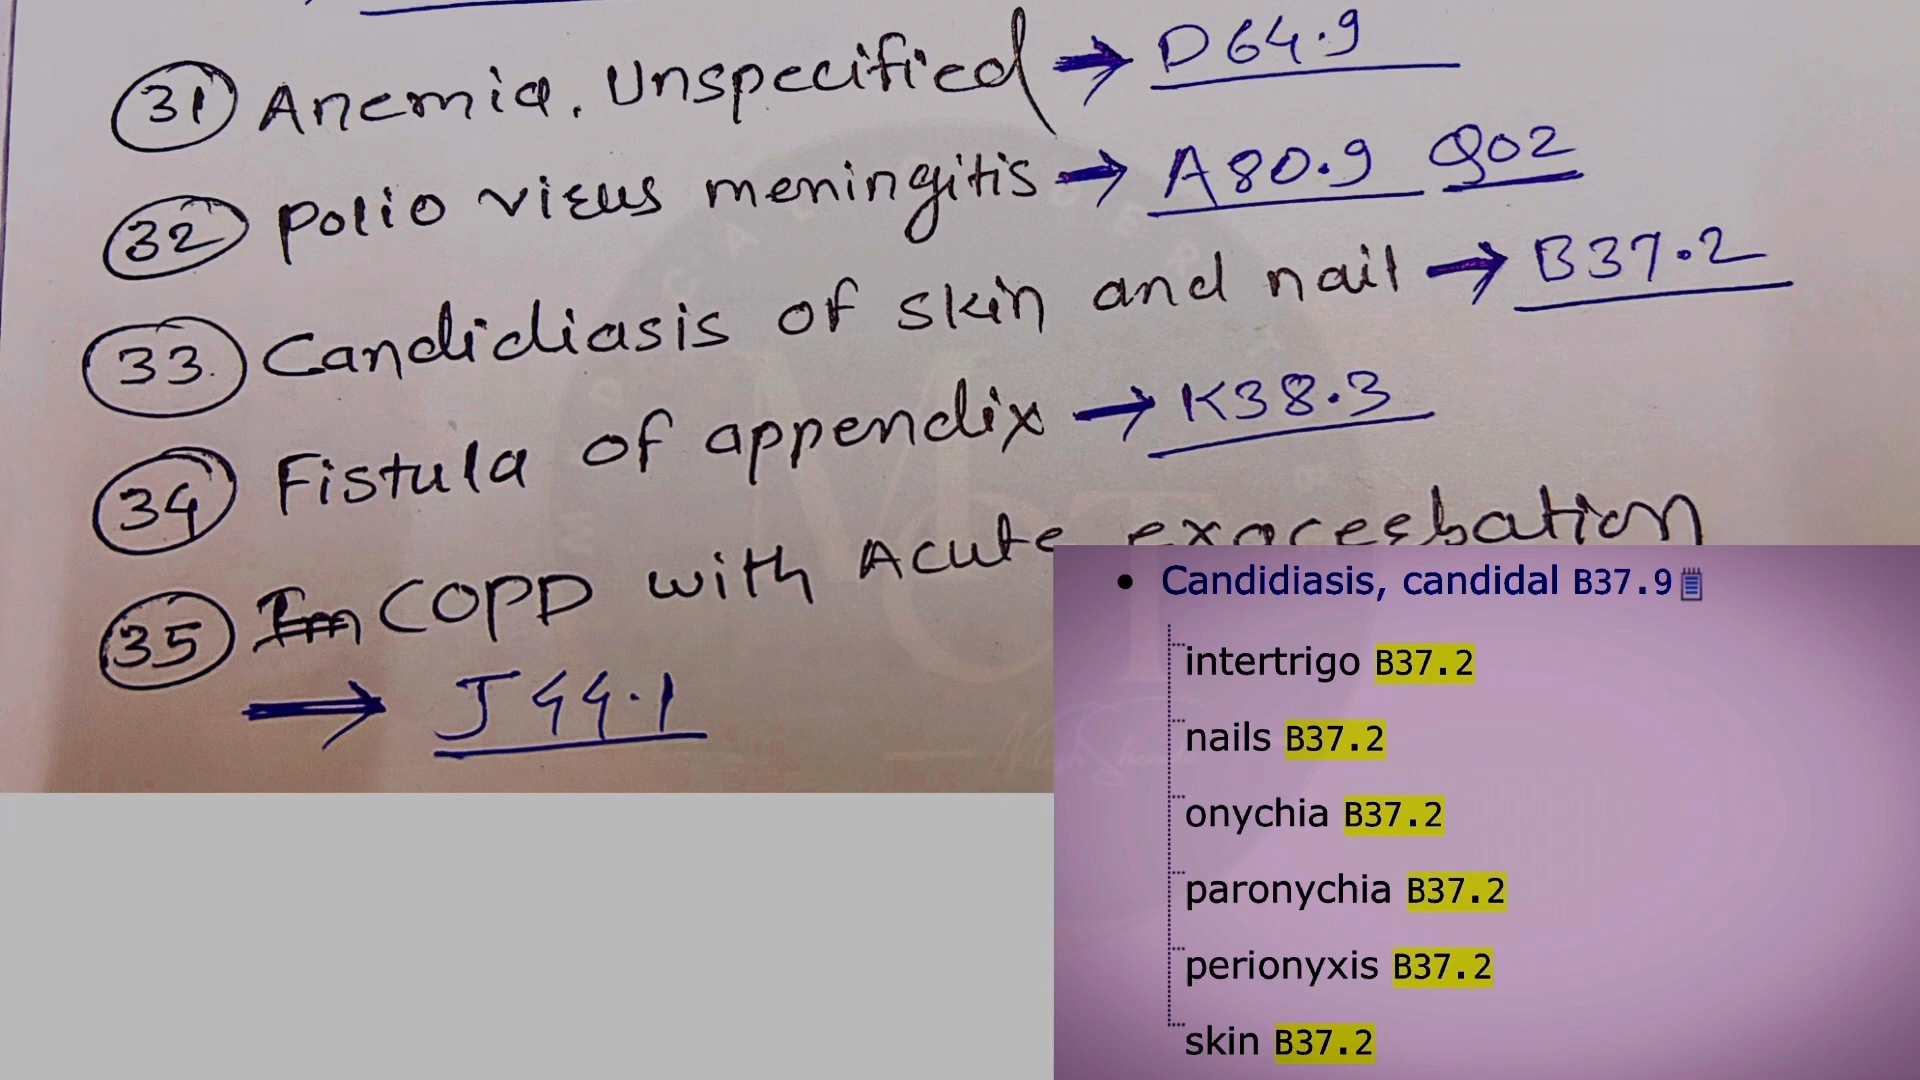 31 Anemia. Unspecified → D64.9
32 polio virus meningitis → A80.9 G02
33. Candidiasis of skin and nail → B37.2
34 Fistula of appendix → K38.3
35 COPD with Acute exacerbation
→ J44.1
• Candidiasis, candidal B37.9
intertrigo B37.2
nails B37.2
onychia B37.2
paronychia B37.2
perionyxis B37.2
skin B37.2